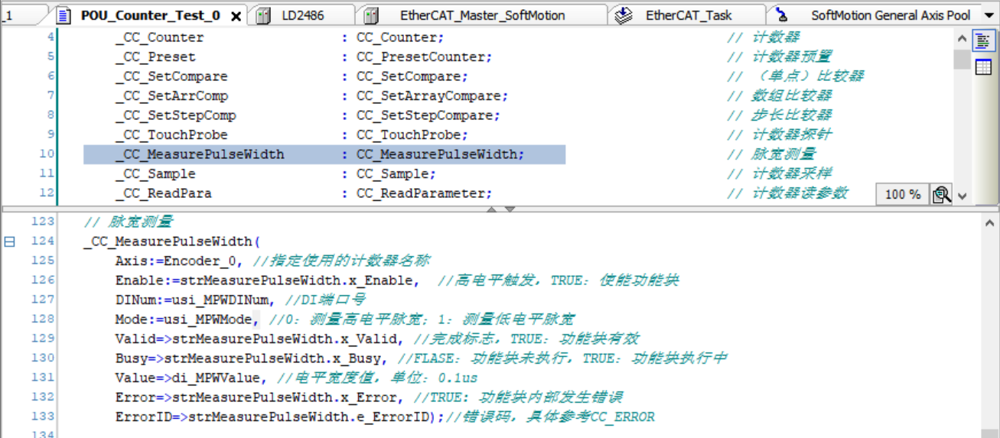 _1
POU_Counter_Test_0
LD2486
EtherCAT_Master_SoftMotion
EtherCAT_Task
SoftMotion General Axis Pool
4 _CC_Counter : CC_Counter; // 计数器
5 _CC_Preset : CC_PresetCounter; // 计数器预置
6 _CC_SetCompare : CC_SetCompare; // （单点）比较器
7 _CC_SetArrComp : CC_SetArrayCompare; // 数组比较器
8 _CC_SetStepComp : CC_SetStepCompare; // 步长比较器
9 _CC_TouchProbe : CC_TouchProbe; // 计数器探针
10 _CC_MeasurePulseWidth : CC_MeasurePulseWidth; // 脉宽测量
11 _CC_Sample : CC_Sample; // 计数器采样
12 _CC_ReadPara : CC_ReadParameter; // 计数器读参数
100 %
123 // 脉宽测量
124 _CC_MeasurePulseWidth(
125 Axis:=Encoder_0, //指定使用的计数器名称
126 Enable:=strMeasurePulseWidth.x_Enable, //高电平触发，TRUE：使能功能块
127 DINum:=usi_MPWDINum, //DI端口号
128 Mode:=usi_MPWMode, //0：测量高电平脉宽；1：测量低电平脉宽
129 Valid=>strMeasurePulseWidth.x_Valid, //完成标志，TRUE：功能块有效
130 Busy=>strMeasurePulseWidth.x_Busy, //FLASE：功能块未执行，TRUE：功能块执行中
131 Value=>di_MPWValue, //电平宽度值，单位：0.1us
132 Error=>strMeasurePulseWidth.x_Error, //TRUE: 功能块内部发生错误
133 ErrorID=>strMeasurePulseWidth.e_ErrorID);//错误码，具体参考CC_ERROR
134